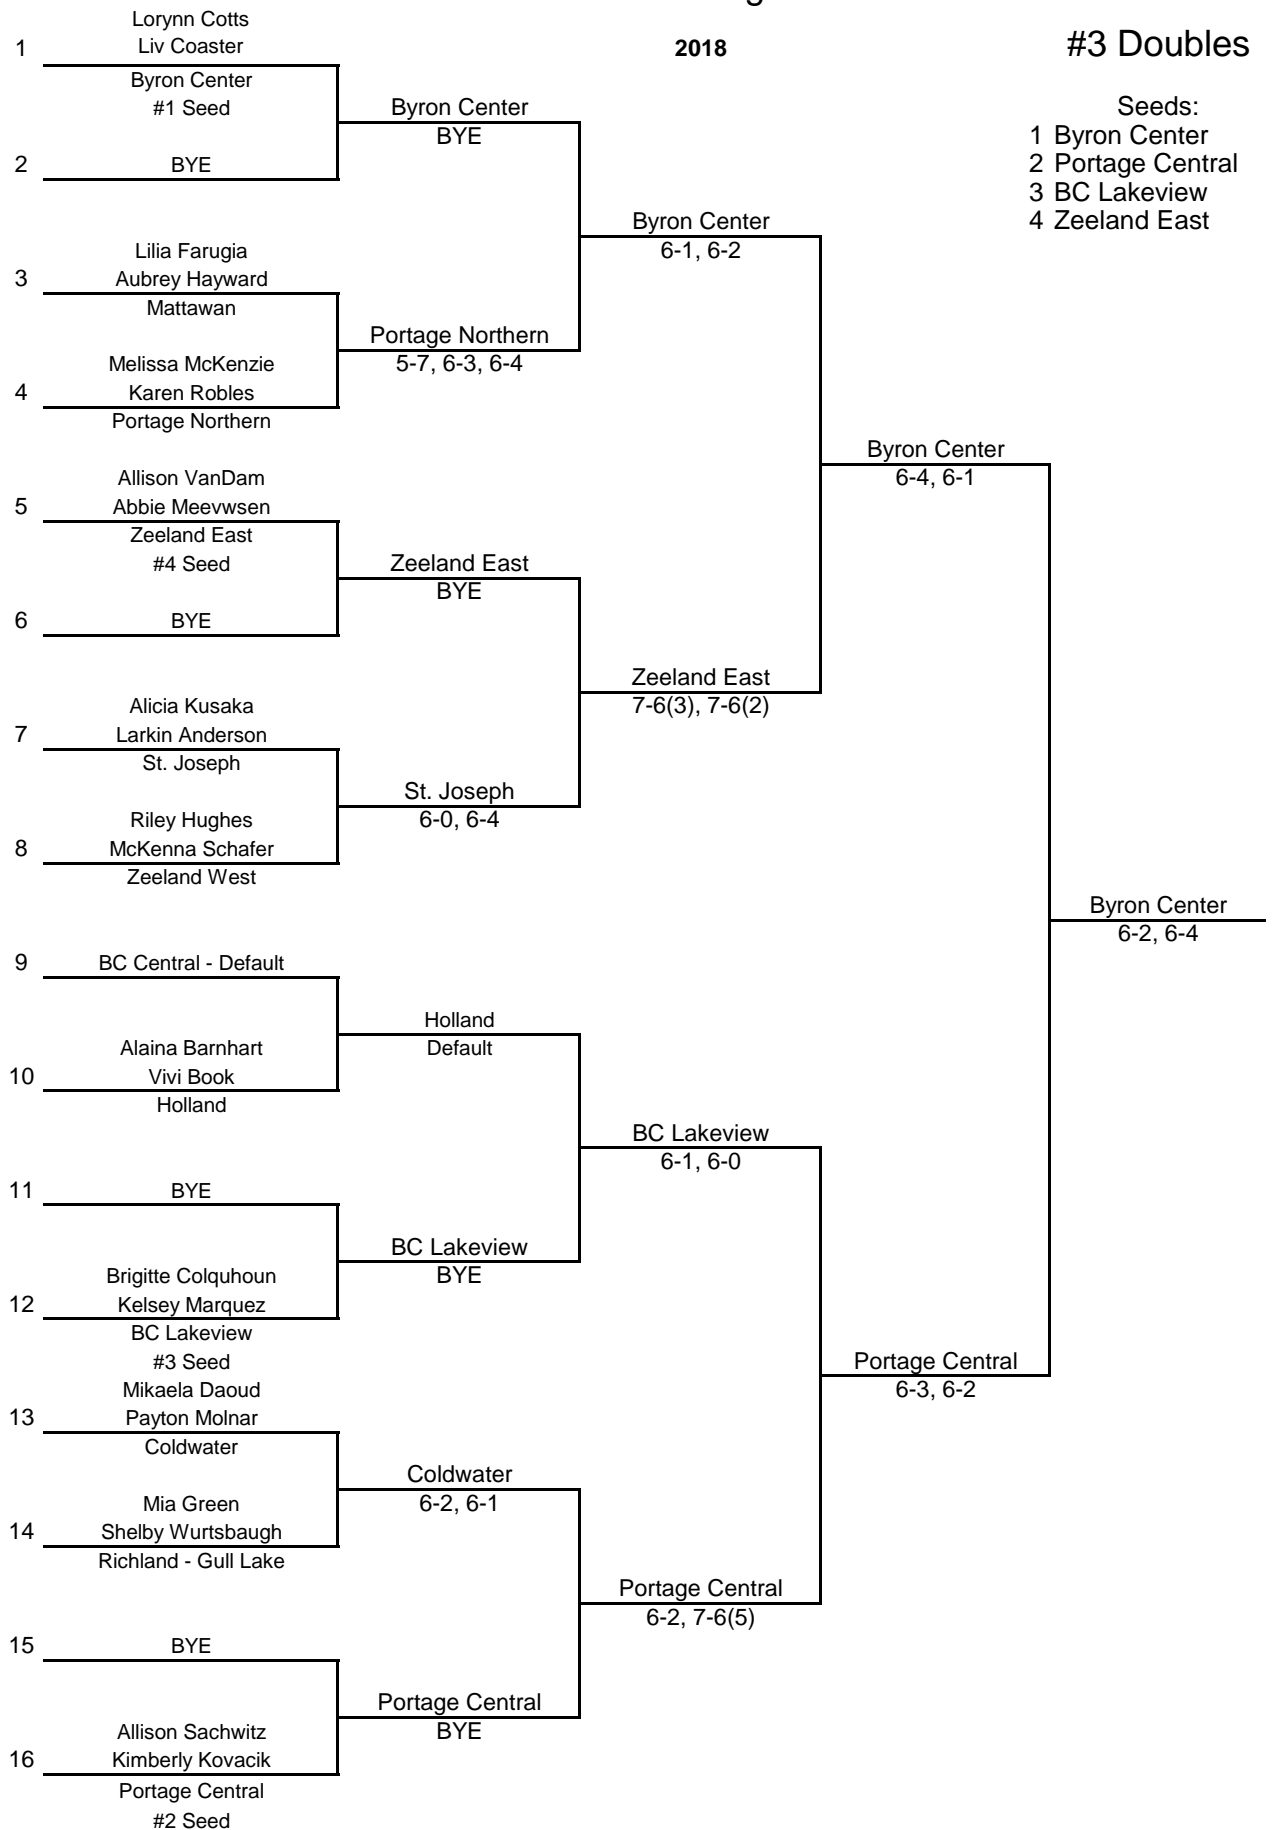 2018
#3 Doubles
Seeds:
1 Byron Center
2 Portage Central
3 BC Lakeview
4 Zeeland East
Lorynn Cotts
1 Liv Coaster
Byron Center
#1 Seed
Byron Center
BYE
2 BYE
Byron Center
6-1, 6-2
Lilia Farugia
3 Aubrey Hayward
Mattawan
Portage Northern
5-7, 6-3, 6-4
Melissa McKenzie
4 Karen Robles
Portage Northern
Byron Center
6-4, 6-1
Allison VanDam
5 Abbie Meevwsen
Zeeland East
#4 Seed
Zeeland East
BYE
6 BYE
Zeeland East
7-6(3), 7-6(2)
Alicia Kusaka
7 Larkin Anderson
St. Joseph
St. Joseph
6-0, 6-4
Riley Hughes
8 McKenna Schafer
Zeeland West
Byron Center
6-2, 6-4
9 BC Central - Default
Holland
Default
Alaina Barnhart
10 Vivi Book
Holland
BC Lakeview
6-1, 6-0
11 BYE
BC Lakeview
BYE
Brigitte Colquhoun
12 Kelsey Marquez
BC Lakeview
#3 Seed
Portage Central
6-3, 6-2
Mikaela Daoud
13 Payton Molnar
Coldwater
Coldwater
6-2, 6-1
Mia Green
14 Shelby Wurtsbaugh
Richland - Gull Lake
Portage Central
6-2, 7-6(5)
15 BYE
Portage Central
BYE
Allison Sachwitz
16 Kimberly Kovacik
Portage Central
#2 Seed